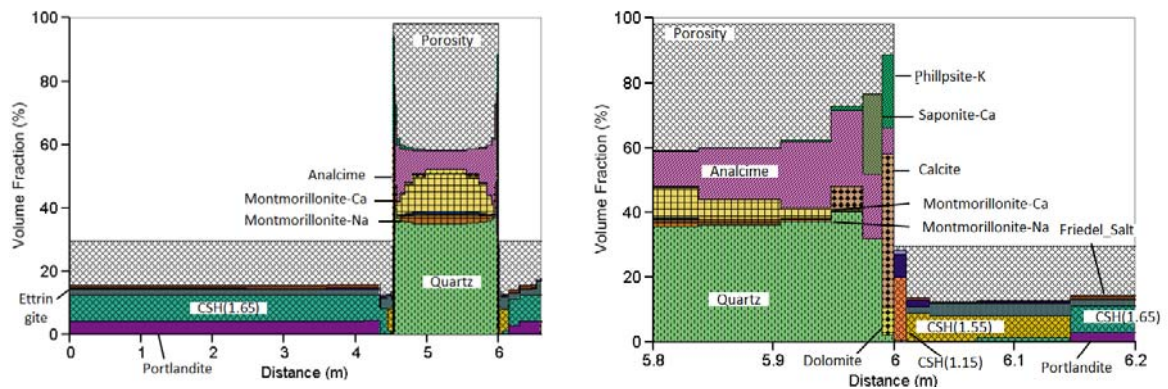 100
80
60
40
20
0
Volume Fraction (%)
Porosity
Analcime
Montmorillonite-Ca
Montmorillonite-Na
Quartz
Ettrin
gite
CSH(1.65)
0
1
2
3
4
5
6
Portlandite
Distance (m)
100
80
60
40
20
0
Volume Fraction (%)
Porosity
Phillpsite-K
Saponite-Ca
Calcite
Analcime
Montmorillonite-Ca
Montmorillonite-Na
Friedel_Salt
Quartz
CSH(1.55)
CSH(1.65)
5.8
5.9
6
6.1
6.2
Dolomite
CSH(1.15)
Portlandite
Distance (m)